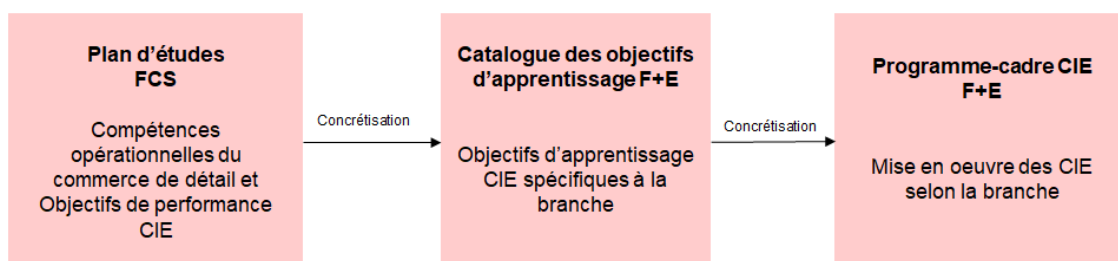 Plan d'études
FCS
Compétences
opérationnelles du
commerce de détail et
Objectifs de performance
CIE
Concrétisation
Catalogue des objectifs
d'apprentissage F+E
Objectifs d'apprentissage
CIE spécifiques à la
branche
Concrétisation
Programme-cadre CIE
F+E
Mise en oeuvre des CIE
selon la branche